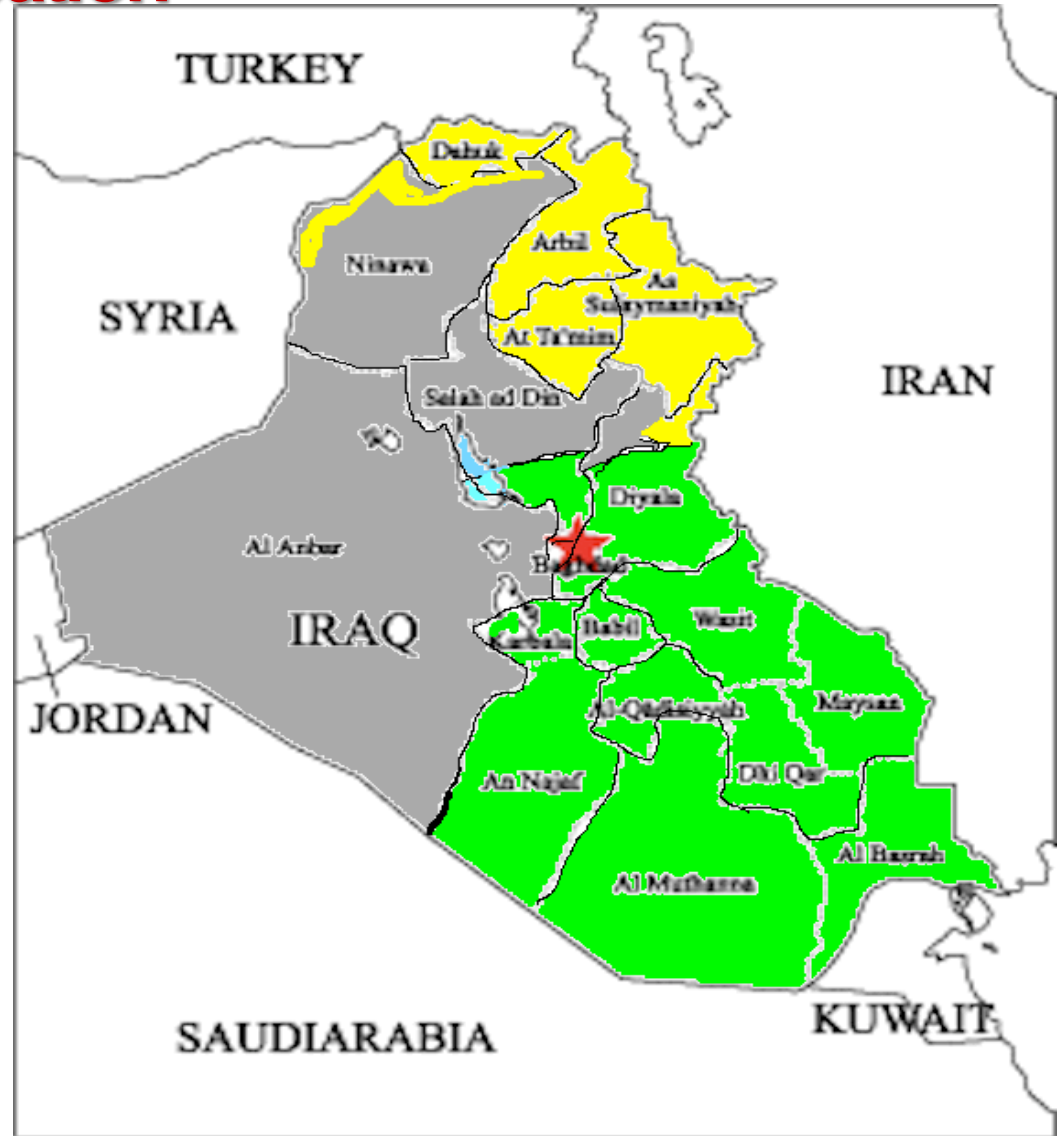 TURKEY
Dahuk
Arbil
Ninawa
As
Sulaymaniyah
SYRIA
At Ta'mim
IRAN
Salah ad Din
Diyala
Al Anbar
Baghdad
IRAQ
Karbala
Babil
Wasit
JORDAN
Al-Qadisiyyah
Maysan
An Najaf
Dhi Qar
Al Basrah
Al Muthanna
KUWAIT
SAUDIARABIA